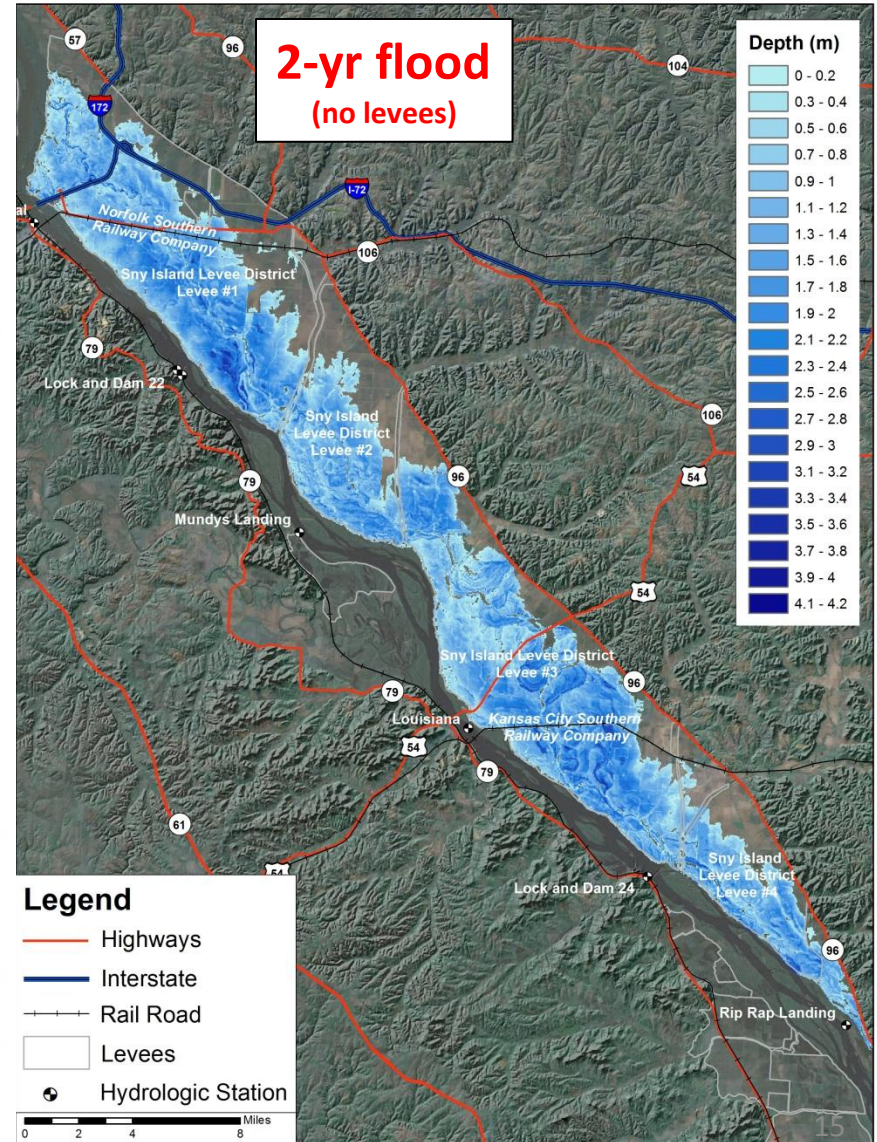 2-yr flood
(no levees)
Depth (m)
0 - 0.2
0.3 - 0.4
0.5 - 0.6
0.7 - 0.8
0.9 - 1
1.1 - 1.2
1.3 - 1.4
1.5 - 1.6
1.7 - 1.8
1.9 - 2
2.1 - 2.2
2.3 - 2.4
2.5 - 2.6
2.7 - 2.8
2.9 - 3
3.1 - 3.2
3.3 - 3.4
3.5 - 3.6
3.7 - 3.8
3.9 - 4
4.1 - 4.2
57
96
104
172
I-72
al
Norfolk Southern
Railway Company
106
Sny Island Levee District
Levee #1
79
Lock and Dam 22
106
Sny Island
Levee District
Levee #2
54
96
79
Mundys Landing
54
Sny Island Levee District
Levee #3
96
79
Louisiana
Kansas City Southern
Railway Company
54
79
61
54
Sny Island
Levee District
Levee #4
Lock and Dam 24
96
Rip Rap Landing
Legend
Highways
Interstate
Rail Road
Levees
Hydrologic Station
Miles
0 2 4 8
15